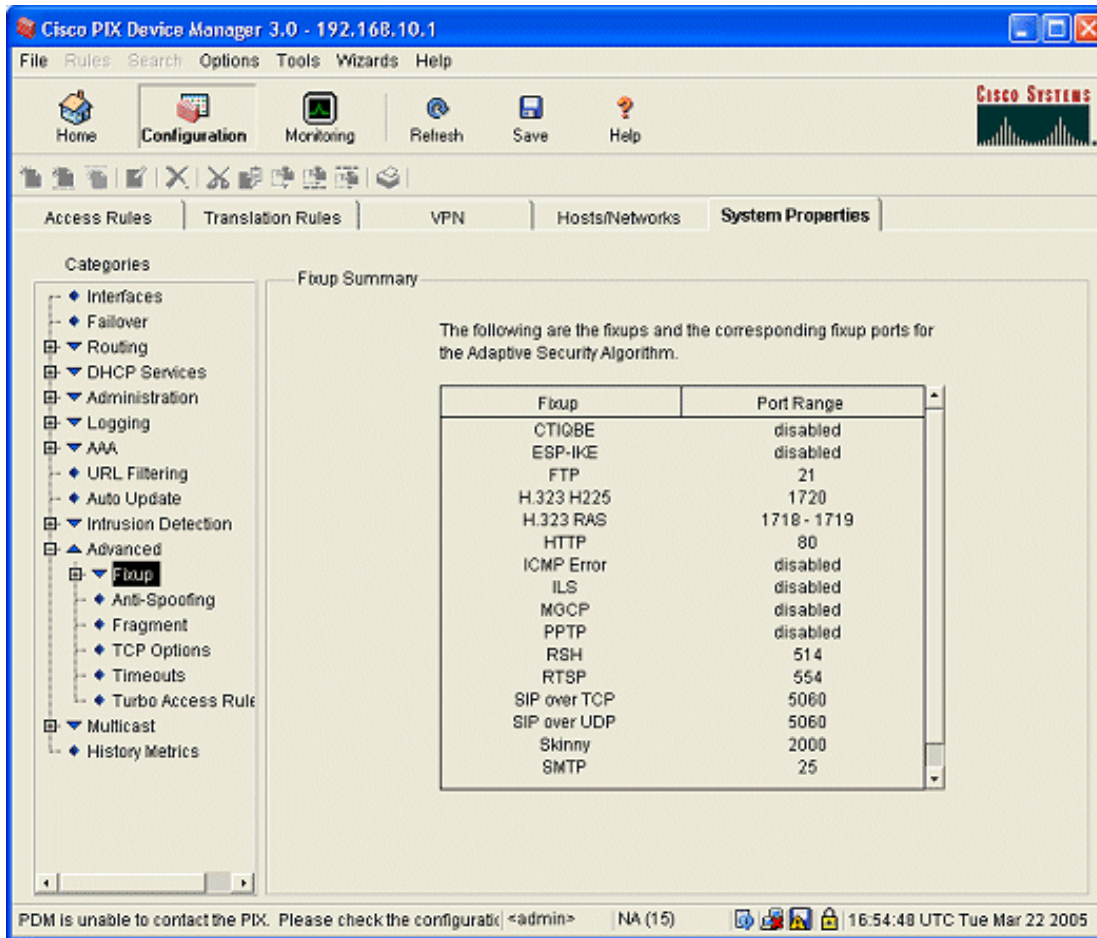 Cisco PIX Device Manager 3.0 - 192.168.10.1
File Rules Search Options Tools Wizards Help
Home Configuration Monitoring Refresh Save Help
CISCO SYSTEMS
Access Rules Translation Rules VPN Hosts/Networks System Properties
Categories
Interfaces
Failover
Routing
DHCP Services
Administration
Logging
AAA
URL Filtering
Auto Update
Intrusion Detection
Advanced
Fixup
Anti-Spoofing
Fragment
TCP Options
Timeouts
Turbo Access Rule
Multicast
History Metrics
Fixup Summary
The following are the fixups and the corresponding fixup ports for
the Adaptive Security Algorithm.
Fixup Port Range
CTIQBE disabled
ESP-IKE disabled
FTP 21
H.323 H225 1720
H.323 RAS 1718 - 1719
HTTP 80
ICMP Error disabled
ILS disabled
MGCP disabled
PPTP disabled
RSH 514
RTSP 554
SIP over TCP 5060
SIP over UDP 5060
Skinny 2000
SMTP 25
PDM is unable to contact the PIX. Please check the configuratic <admin> NA (15) 16:54:48 UTC Tue Mar 22 2005